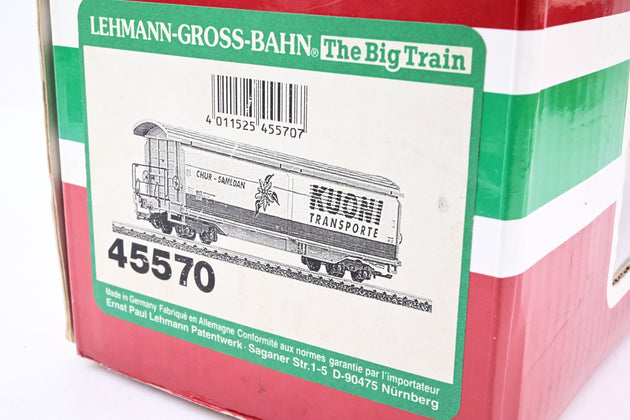 LEHMANN-GROSS-BAHN® The Big Train
4 011525 455707
CHUR – SAMEDAN
KUONI
TRANSPORTE
45570
Made in Germany Fabriqué en Allemagne Conformité aux normes garantie par l'importateur
Ernst Paul Lehmann Patentwerk · Saganer Str.1-5 D-90475 Nürnberg